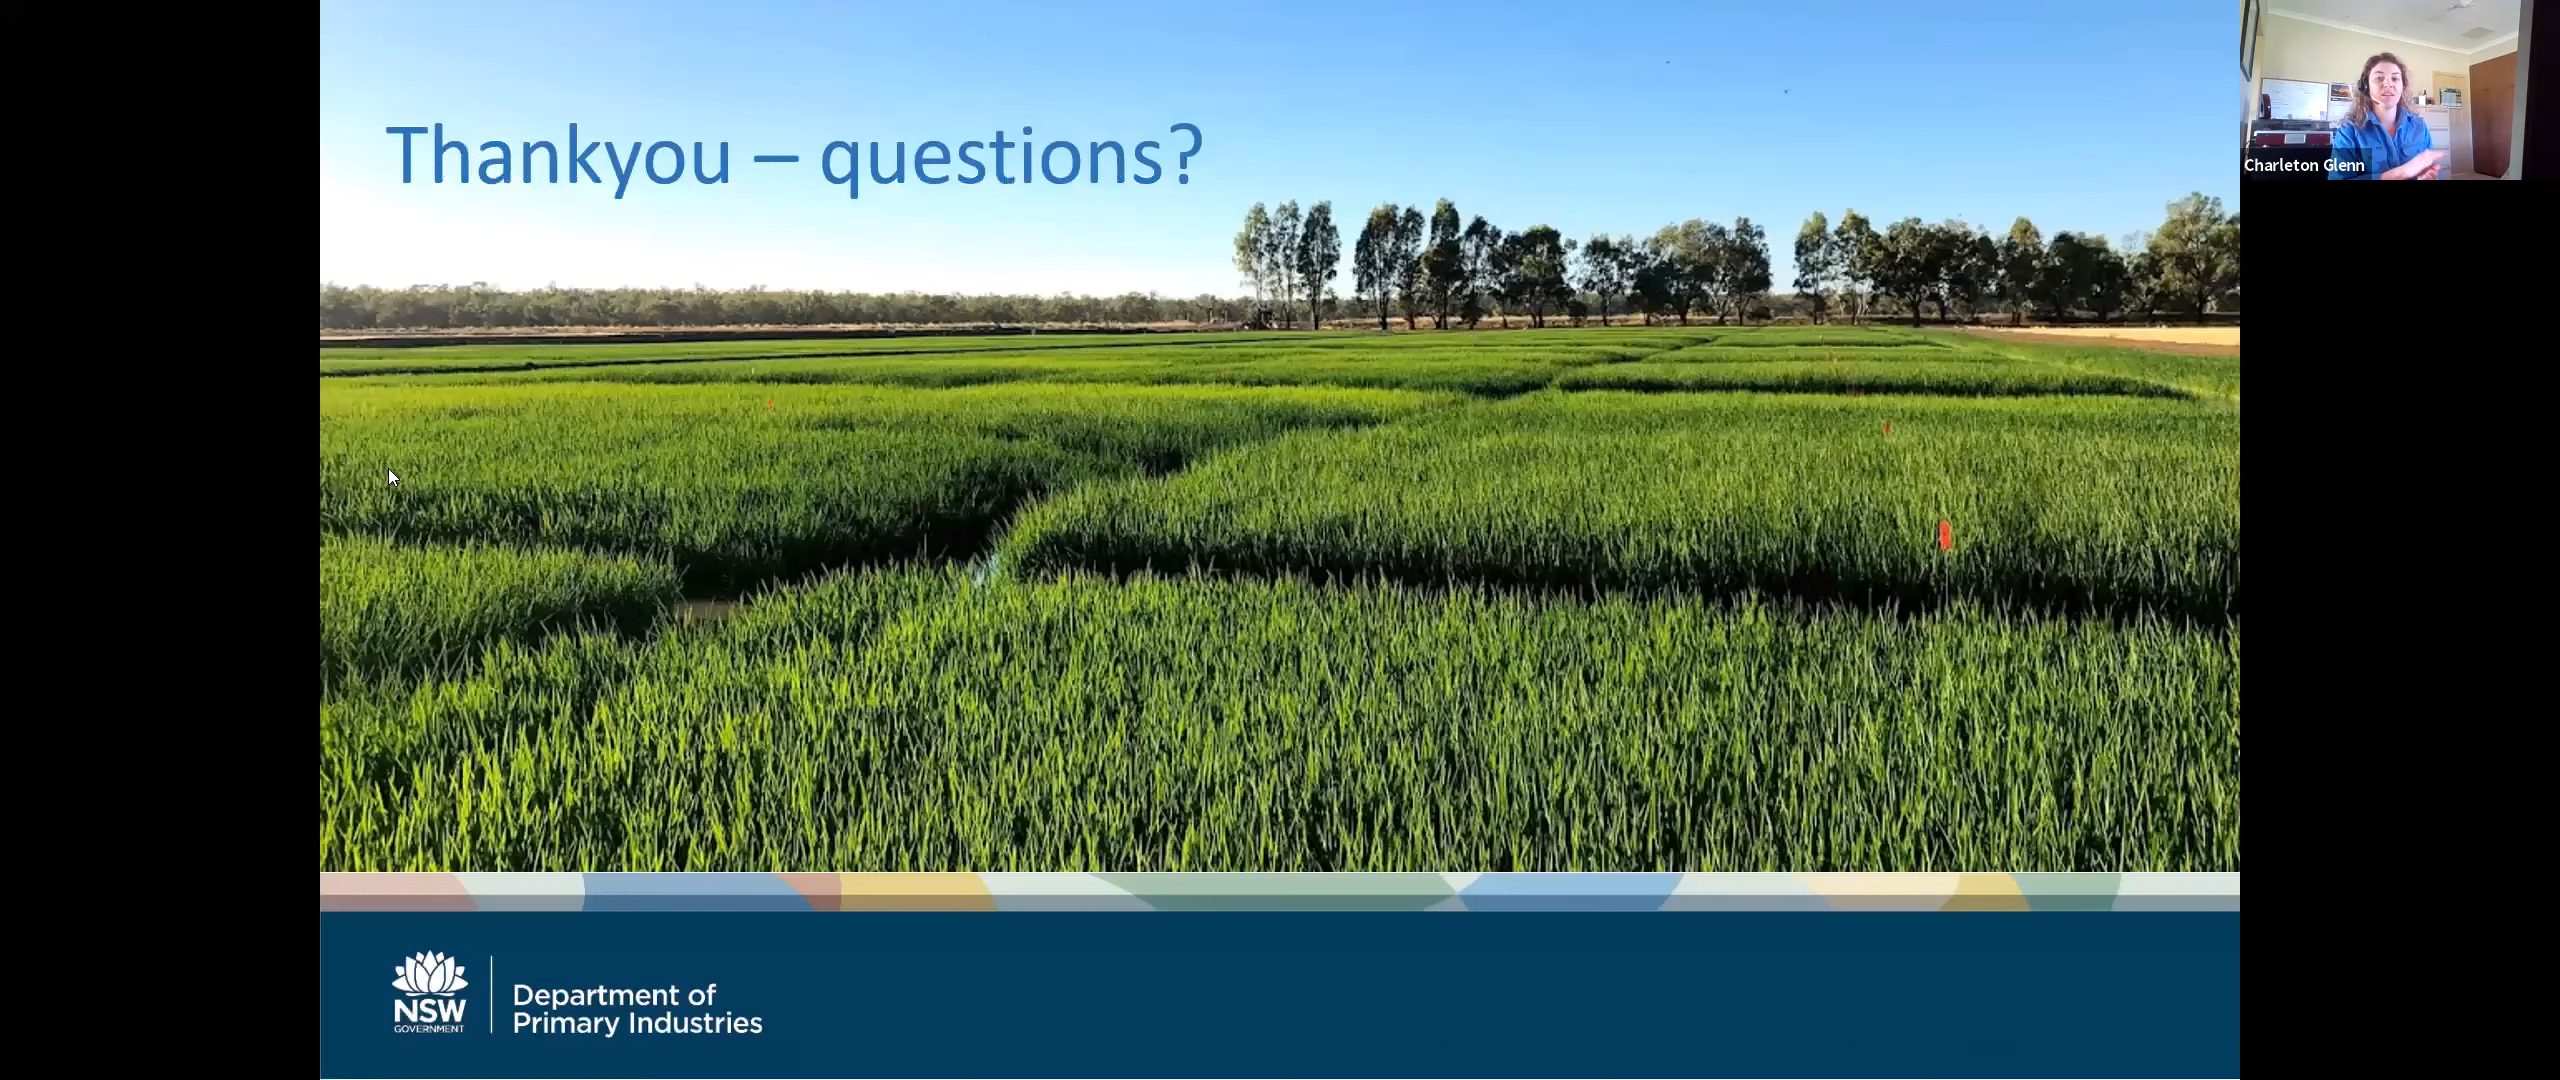 Thankyou – questions?
Charleton Glenn
NSW
GOVERNMENT
Department of
Primary Industries